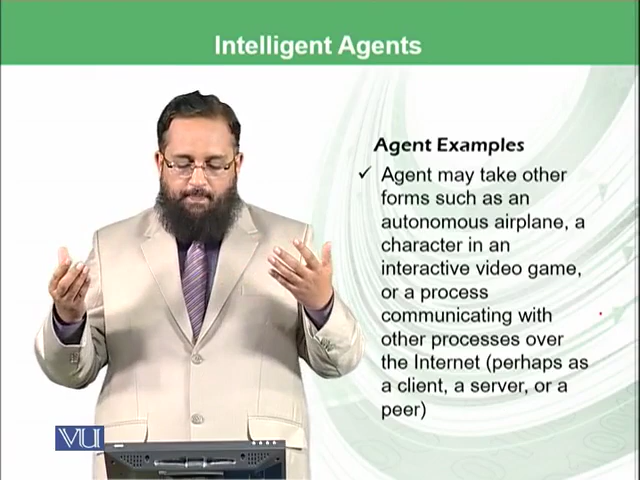 Intelligent Agents
Agent Examples
✓ Agent may take other
forms such as an
autonomous airplane, a
character in an
interactive video game,
or a process
communicating with
other processes over
the Internet (perhaps as
a client, a server, or a
peer)
VU